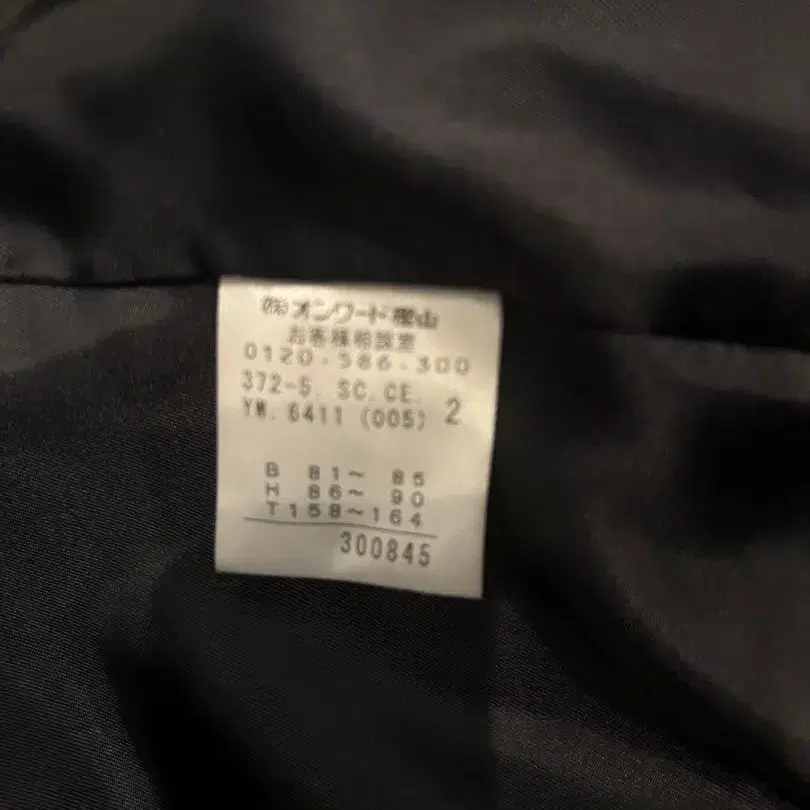 ㈱オンワード樫山
お客様相談室
0120-586-300
372-5. SC.CE. 2
YM. 6411 (005)
B 81～ 85
H 86～ 90
T158～164
300845